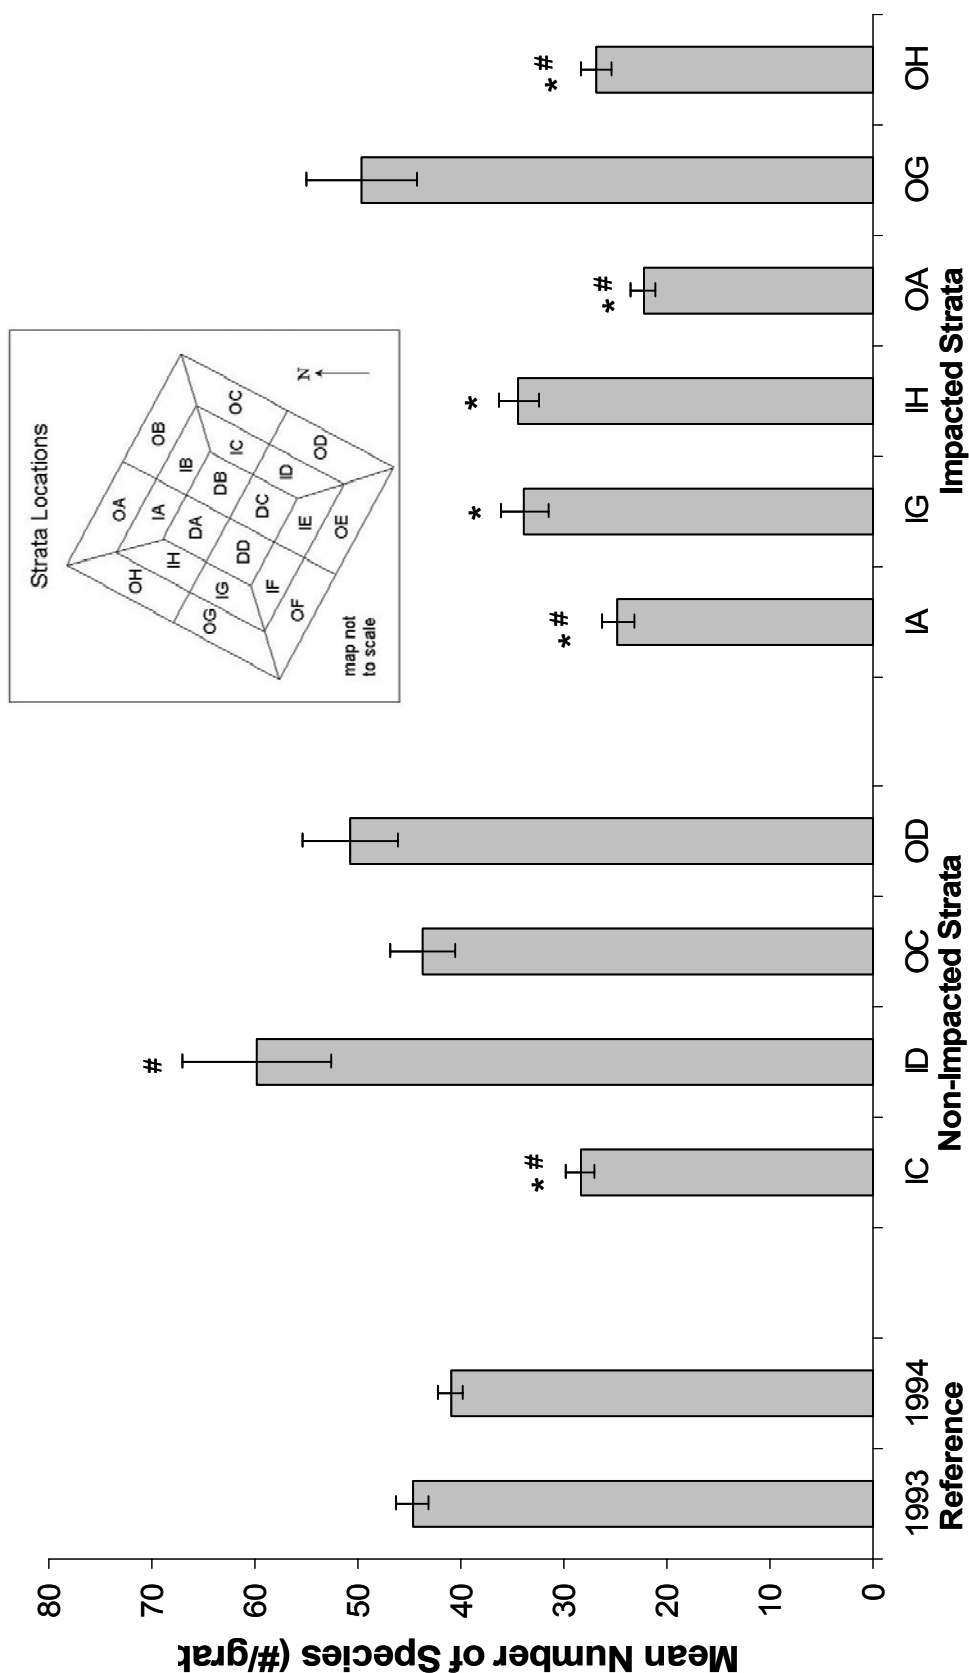 Mean Number of Species (#/grab
80
70
60
50
40
30
20
10
0
#
* #
* #
*
*
* #
* #
1993 1994 IC ID OC OD IA IG IH OA OG OH
Reference Non-Impacted Strata Impacted Strata
Strata Locations
OA OB
OH IA IB
IH DA DB IC OC
OG IG DD DC ID
IF IE OD
OF OE
N
map not
to scale